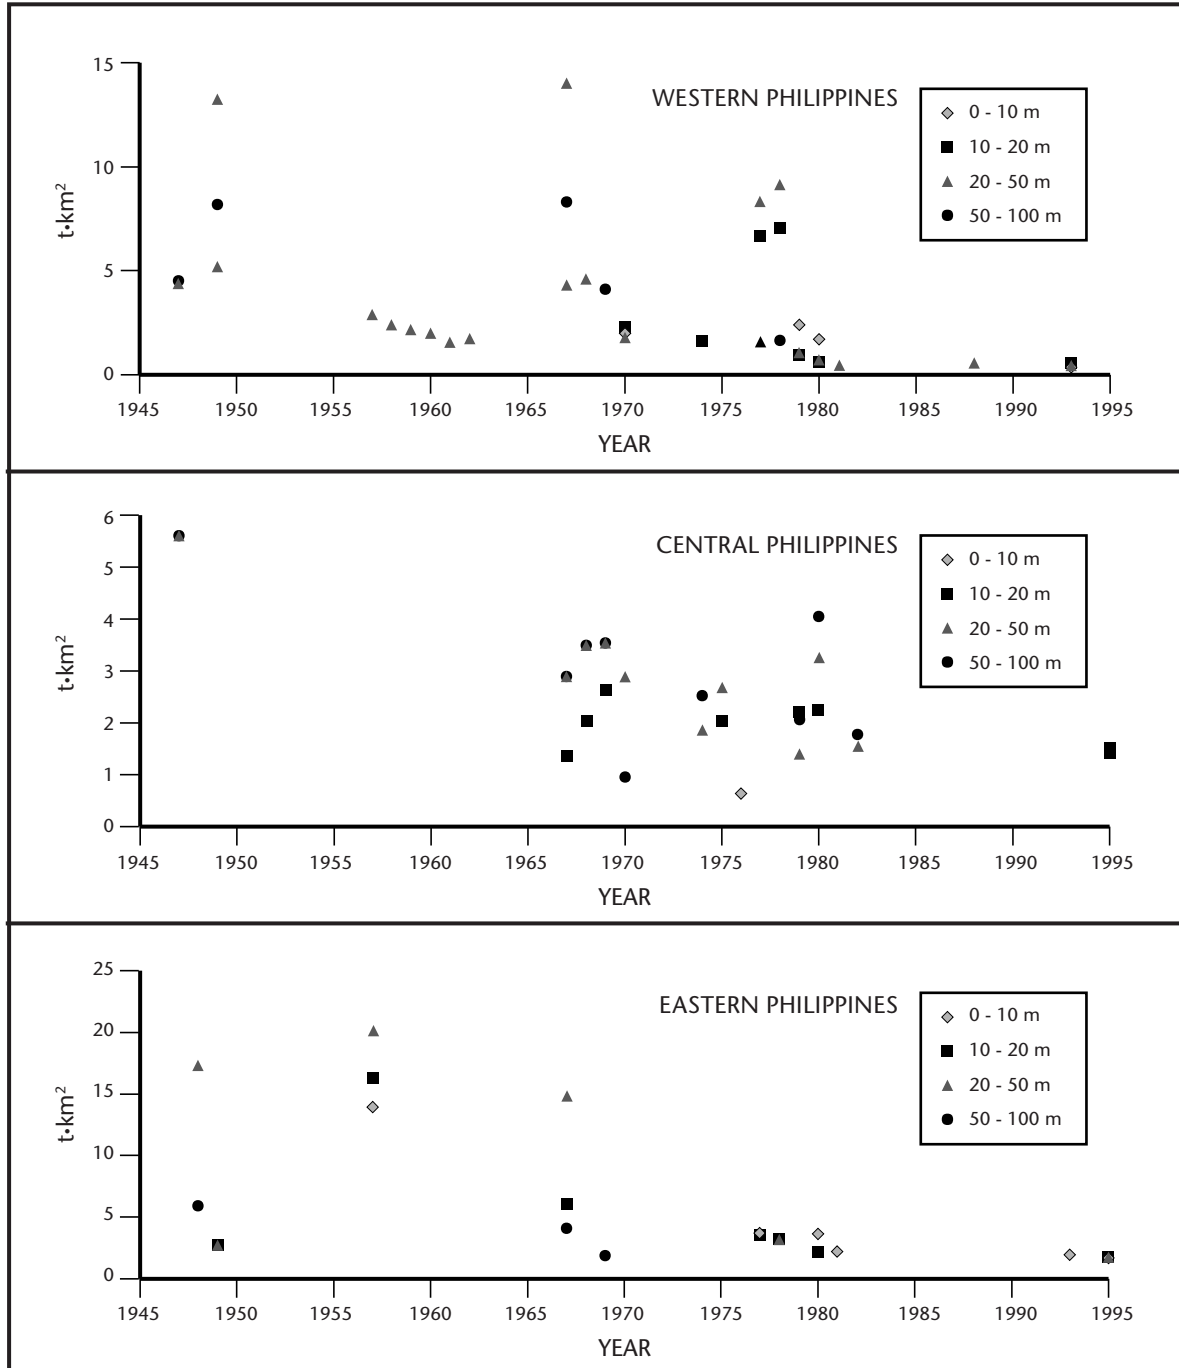 15
WESTERN PHILIPPINES
0 - 10 m
10 - 20 m
20 - 50 m
50 - 100 m
10
t•km²
5
0
1945 1950 1955 1960 1965 1970 1975 1980 1985 1990 1995
YEAR
6
CENTRAL PHILIPPINES
0 - 10 m
10 - 20 m
20 - 50 m
50 - 100 m
5
4
t•km²
3
2
1
0
1945 1950 1955 1960 1965 1970 1975 1980 1985 1990 1995
YEAR
25
EASTERN PHILIPPINES
0 - 10 m
10 - 20 m
20 - 50 m
50 - 100 m
20
15
t•km²
10
5
0
1945 1950 1955 1960 1965 1970 1975 1980 1985 1990 1995
YEAR